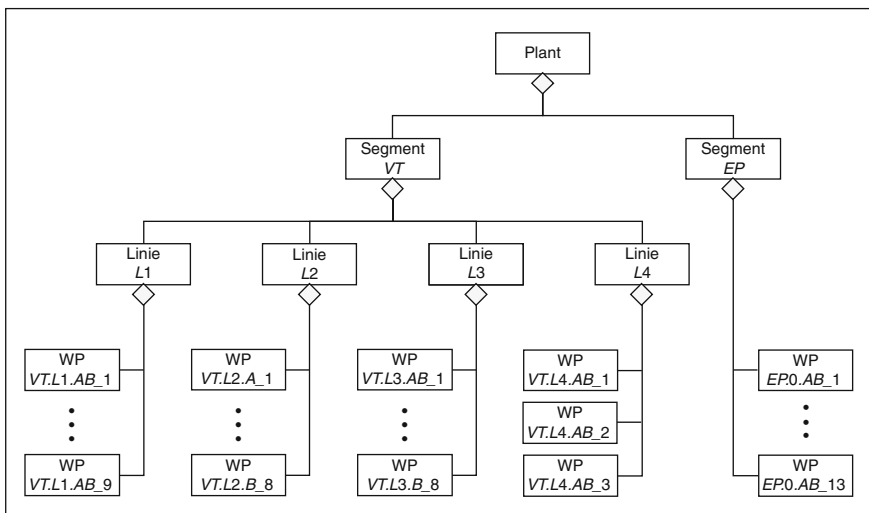 Plant
Segment
VT
Segment
EP
Linie
L1
Linie
L2
Linie
L3
Linie
L4
WP
VT.L1.AB_1
WP
VT.L2.A_1
WP
VT.L3.AB_1
WP
VT.L4.AB_1
WP
EP.0.AB_1
WP
VT.L4.AB_2
WP
VT.L1.AB_9
WP
VT.L2.B_8
WP
VT.L3.B_8
WP
VT.L4.AB_3
WP
EP.0.AB_13